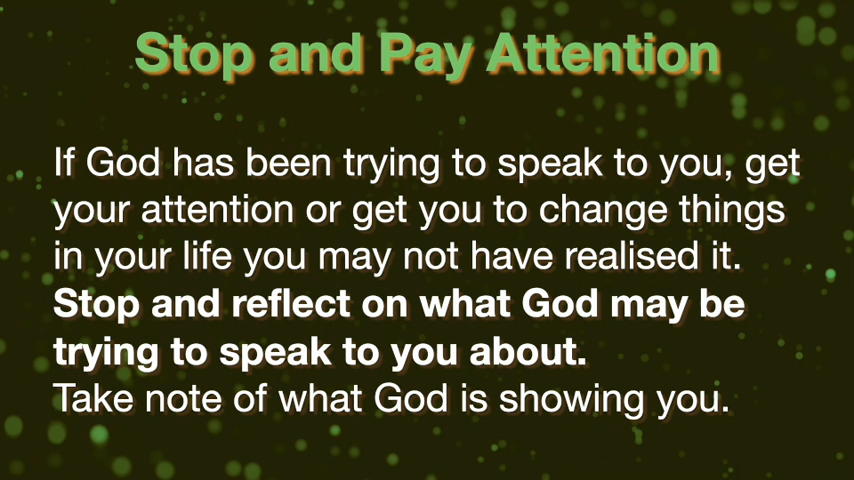 Stop and Pay Attention
If God has been trying to speak to you, get
your attention or get you to change things
in your life you may not have realised it.
Stop and reflect on what God may be
trying to speak to you about.
Take note of what God is showing you.